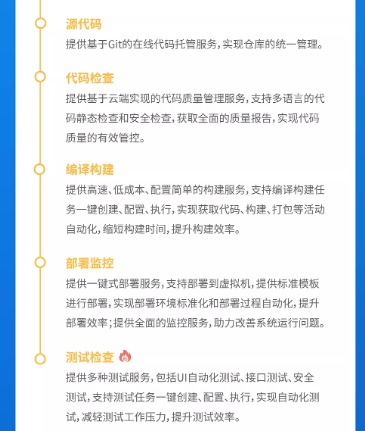 源代码
提供基于Git的在线代码托管服务,实现仓库的统一管理。
代码检查
提供基于云端实现的代码质量管理服务,支持多语言的代
码静态检查和安全检查,获取全面的质量报告,实现代码
质量的有效管控。
编译构建
提供高速、低成本、配置简单的构建服务,支持编译构建任
务一键创建、配置、执行,实现获取代码、构建、打包等活动
自动化,缩短构建时间,提升构建效率。
部署监控
提供一键式部署服务,支持部署到虚拟机,提供标准模板
进行部署,实现部署环境标准化和部署过程自动化,提升
部署效率;提供全面的监控服务,助力改善系统运行问题。
测试检查
提供多种测试服务,包括UI自动化测试、接口测试、安全
测试,支持测试任务一键创建、配置、执行,实现自动化测
试,减轻测试工作压力,提升测试效率。